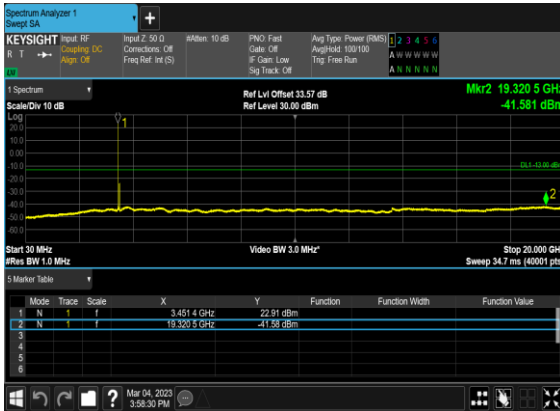 Spectrum Analyzer 1
Swept SA
+
KEYSIGHT Input: RF Input Z: 50 Ω #Atten: 10 dB PNO: Fast Avg Type: Power (RMS) 1 2 3 4 5 6
R T Coupling: DC Corrections: Off Gate: Off Avg|Hold: 100/100 A W W W W W
Align: Off Freq Ref: Int (S) IF Gain: Low Trig: Free Run
Sig Track: Off A N N N N N
1 Spectrum Ref Lvl Offset 33.57 dB Mkr2 19.320 5 GHz
Scale/Div 10 dB Ref Level 30.00 dBm -41.581 dBm
Log
20.0
10.0
0.00
-10.0
-20.0
-30.0
-40.0
-50.0
-60.0
1
DL1 -13.00 dBm
2
Start 30 MHz Video BW 3.0 MHz* Stop 20.000 GHz
#Res BW 1.0 MHz Sweep 34.7 ms (40001 pts)
5 Marker Table
Mode Trace Scale X Y Function Function Width Function Value
1 N 1 f 3.451 4 GHz 22.91 dBm
2 N 1 f 19.320 5 GHz -41.58 dBm
3
4
5
6
? Mar 04, 2023
3:58:30 PM